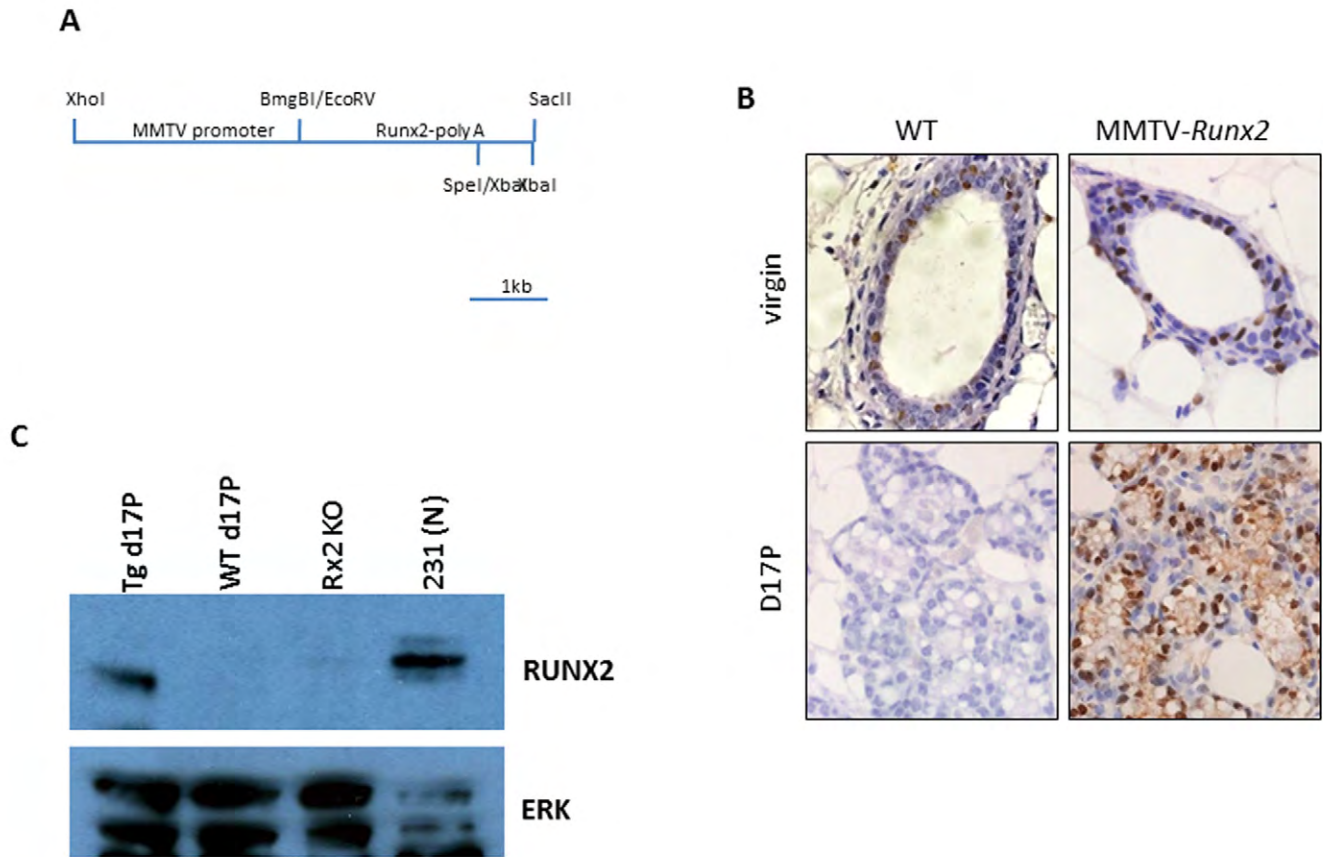 A
XhoI
BmgBI/EcoRV
SacII
MMTV promoter
Runx2-poly A
SpeI/XbaI
XbaI
1kb
B
WT
MMTV-Runx2
virgin
D17P
C
Tg d17P
WT d17P
Rx2 KO
231 (N)
RUNX2
ERK